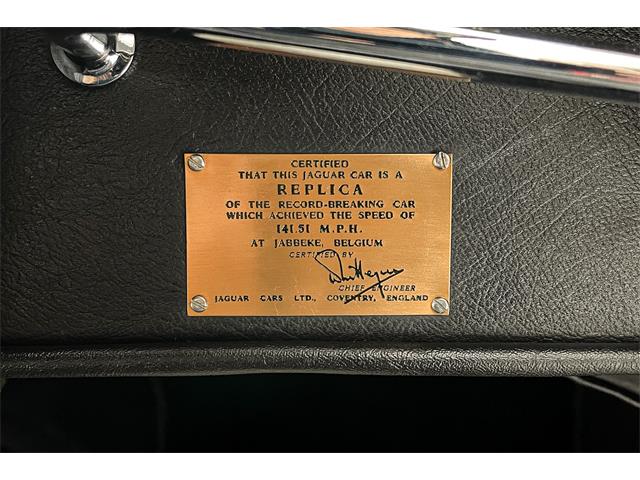 CERTIFIED
THAT THIS JAGUAR CAR IS A
REPLICA
OF THE RECORD-BREAKING CAR
WHICH ACHIEVED THE SPEED OF
141.51 M.P.H.
AT JABBEKE, BELGIUM
CERTIFIED BY
CHIEF ENGINEER
JAGUAR CARS LTD., COVENTRY, ENGLAND